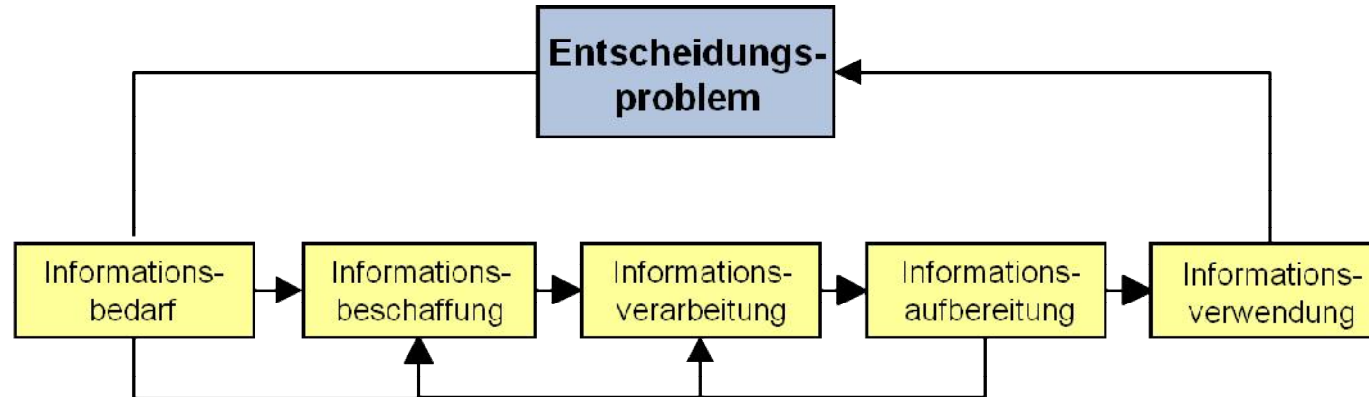 Entscheidungs-
problem
Informations-
bedarf
Informations-
beschaffung
Informations-
verarbeitung
Informations-
aufbereitung
Informations-
verwendung